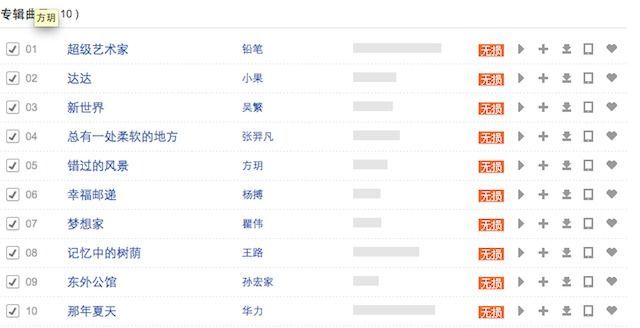 专辑曲 10 )
方玥
01 超级艺术家 铅笔 无损
02 达达 小果 无损
03 新世界 吴繁 无损
04 总有一处柔软的地方 张羿凡 无损
05 错过的风景 方玥 无损
06 幸福邮递 杨搏 无损
07 梦想家 瞿伟 无损
08 记忆中的树荫 王路 无损
09 东外公馆 孙宏家 无损
10 那年夏天 华力 无损